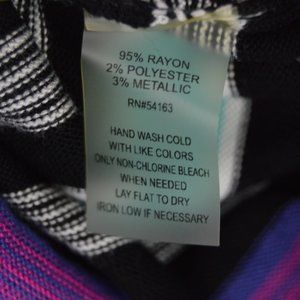 95% RAYON
2% POLYESTER
3% METALLIC
RN#54163
HAND WASH COLD
WITH LIKE COLORS
ONLY NON-CHLORINE BLEACH
WHEN NEEDED
LAY FLAT TO DRY
IRON LOW IF NECESSARY